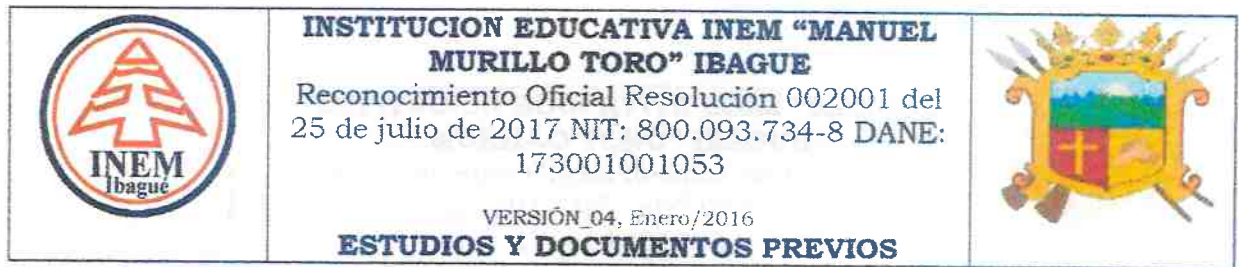 INEM
Ibagué
INSTITUCION EDUCATIVA INEM “MANUEL
MURILLO TORO” IBAGUE
Reconocimiento Oficial Resolución 002001 del
25 de julio de 2017 NIT: 800.093.734-8 DANE:
173001001053
VERSIÓN_04, Enero/2016
ESTUDIOS Y DOCUMENTOS PREVIOS